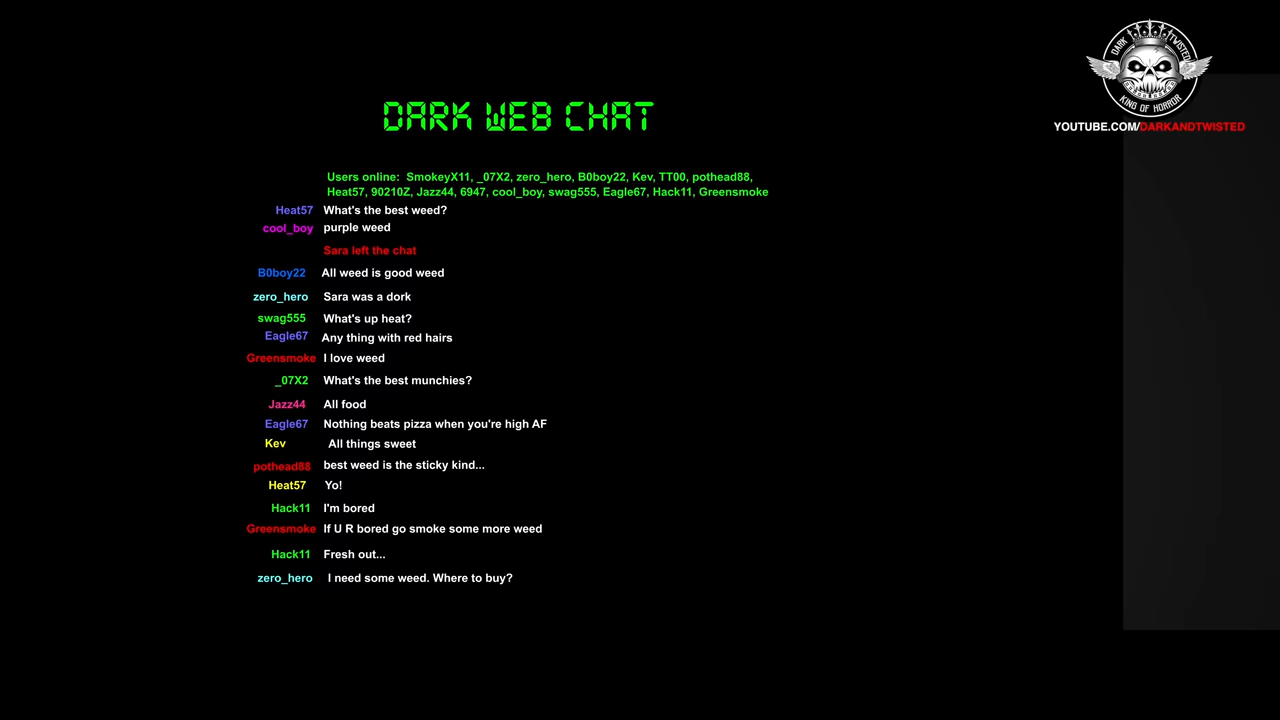 DARK TWISTED
KING OF HORROR
YOUTUBE.COM/DARKANDTWISTED
DARK WEB CHAT
Users online: SmokeyX11, _07X2, zero_hero, B0boy22, Kev, TT00, pothead88,
Heat57, 90210Z, Jazz44, 6947, cool_boy, swag555, Eagle67, Hack11, Greensmoke
Heat57 What's the best weed?
cool_boy purple weed
Sara left the chat
B0boy22 All weed is good weed
zero_hero Sara was a dork
swag555 What's up heat?
Eagle67 Any thing with red hairs
Greensmoke I love weed
_07X2 What's the best munchies?
Jazz44 All food
Eagle67 Nothing beats pizza when you're high AF
Kev All things sweet
pothead88 best weed is the sticky kind...
Heat57 Yo!
Hack11 I'm bored
Greensmoke If U R bored go smoke some more weed
Hack11 Fresh out...
zero_hero I need some weed. Where to buy?